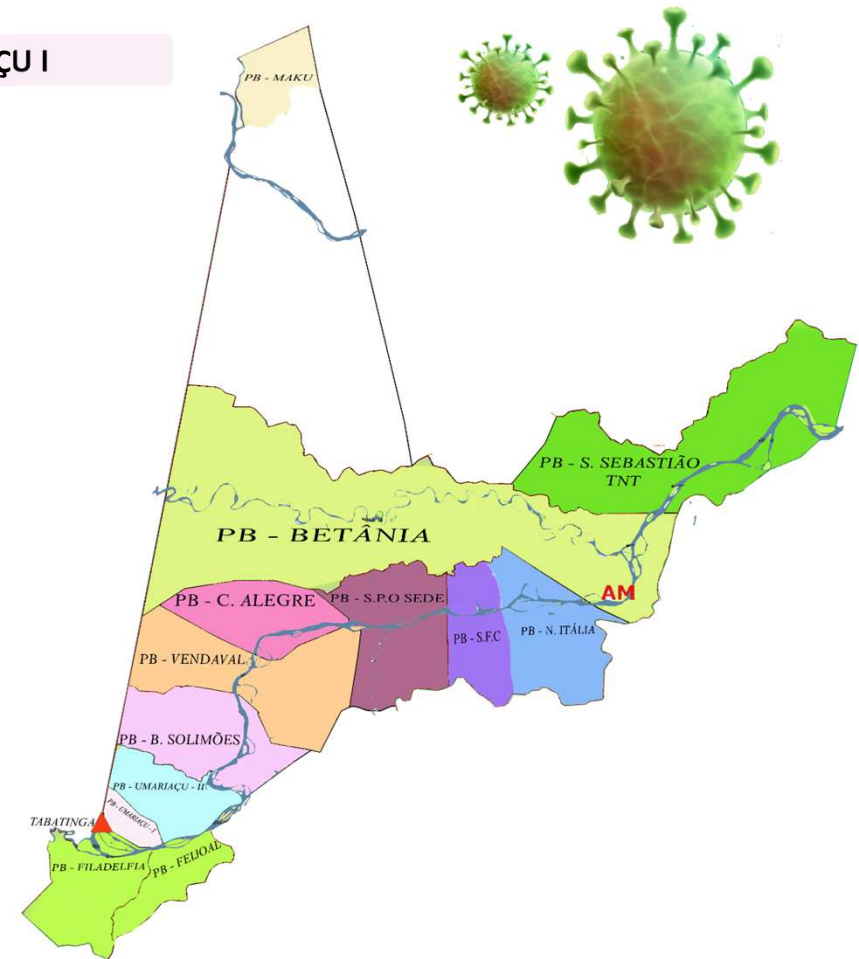 ÇU I
PB - MAKU
PB - S. SEBASTIÃO
TNT
PB - BETÂNIA
AM
PB - C. ALEGRE
PB - S.P.O SEDE
PB - S.F.C
PB - N. ITÁLIA
PB - VENDAVAL
PB - B. SOLIMÕES
PB - UMARIAÇU - II
PB - UMARIAÇU - I
TABATINGA
PB - FILADELFIA
PB - FEIJOAL